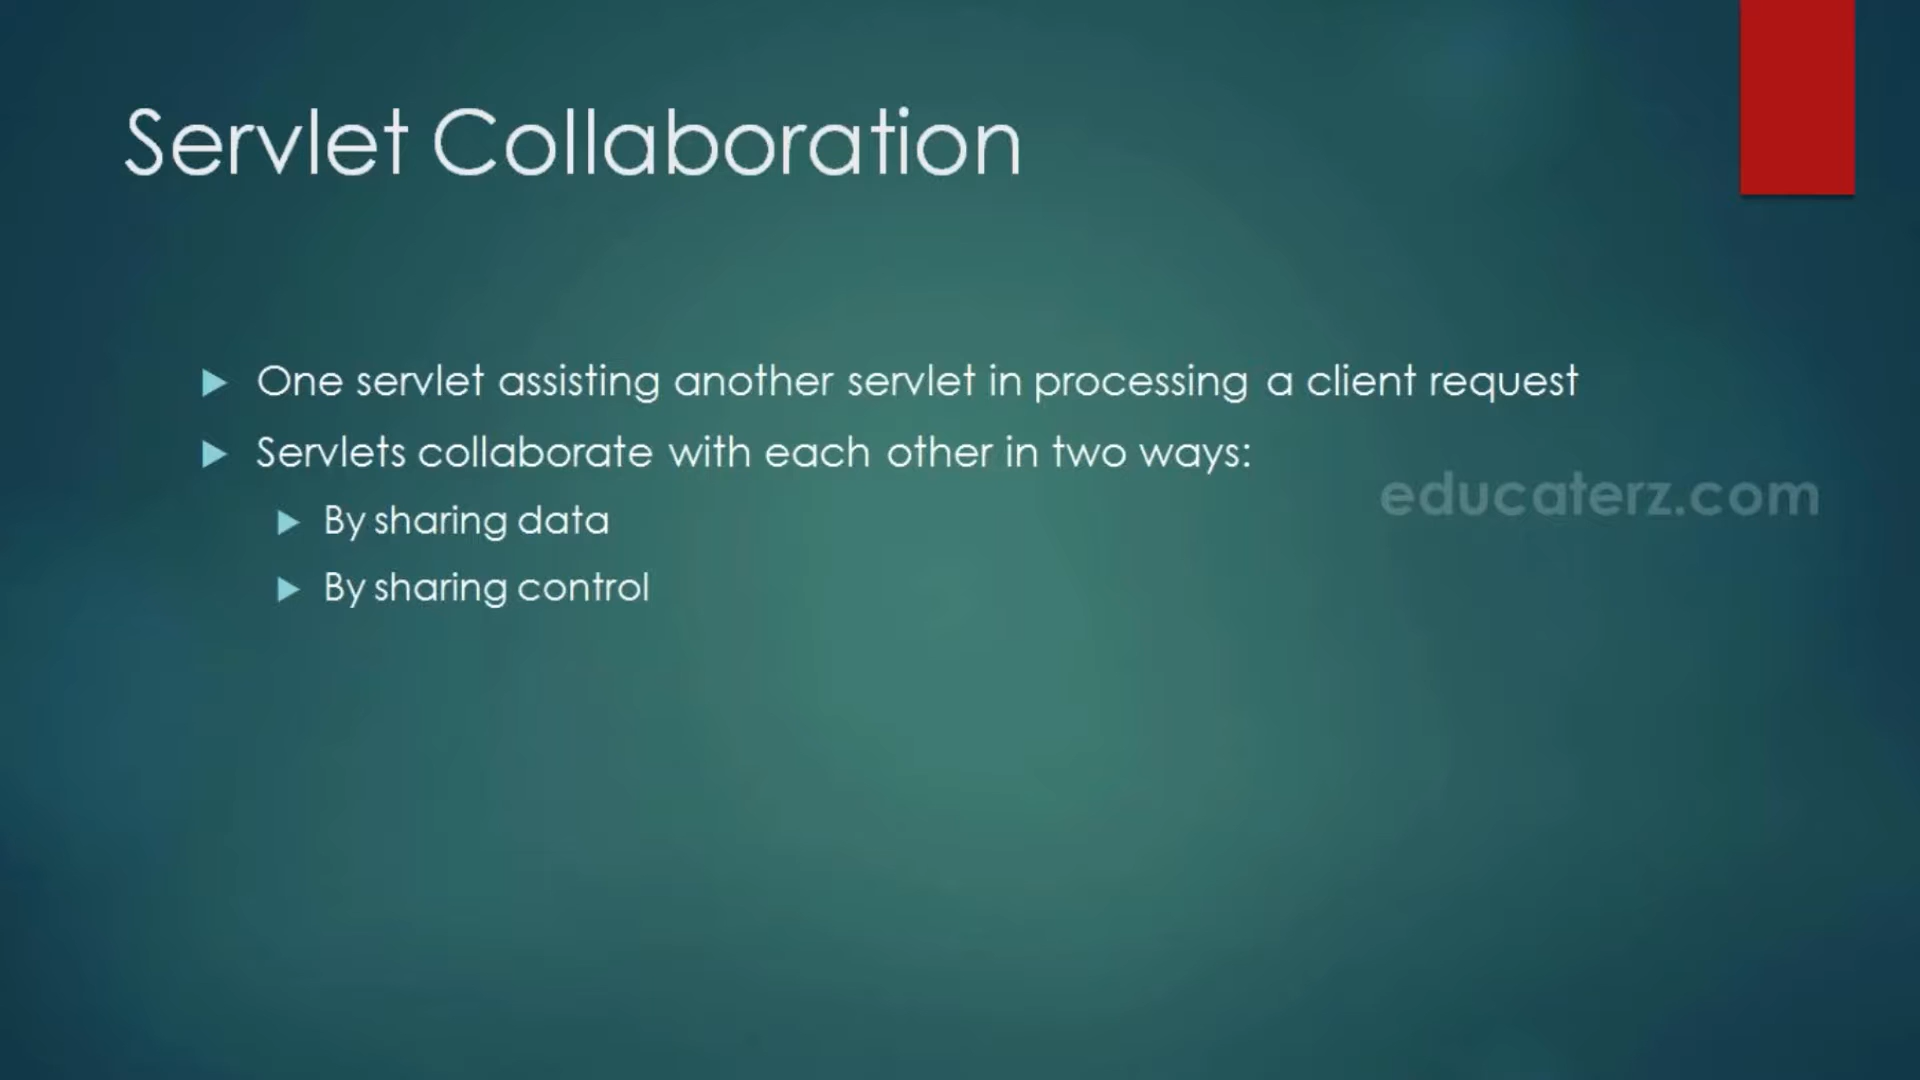 Servlet Collaboration
One servlet assisting another servlet in processing a client request
Servlets collaborate with each other in two ways:
educaterz.com
By sharing data
By sharing control